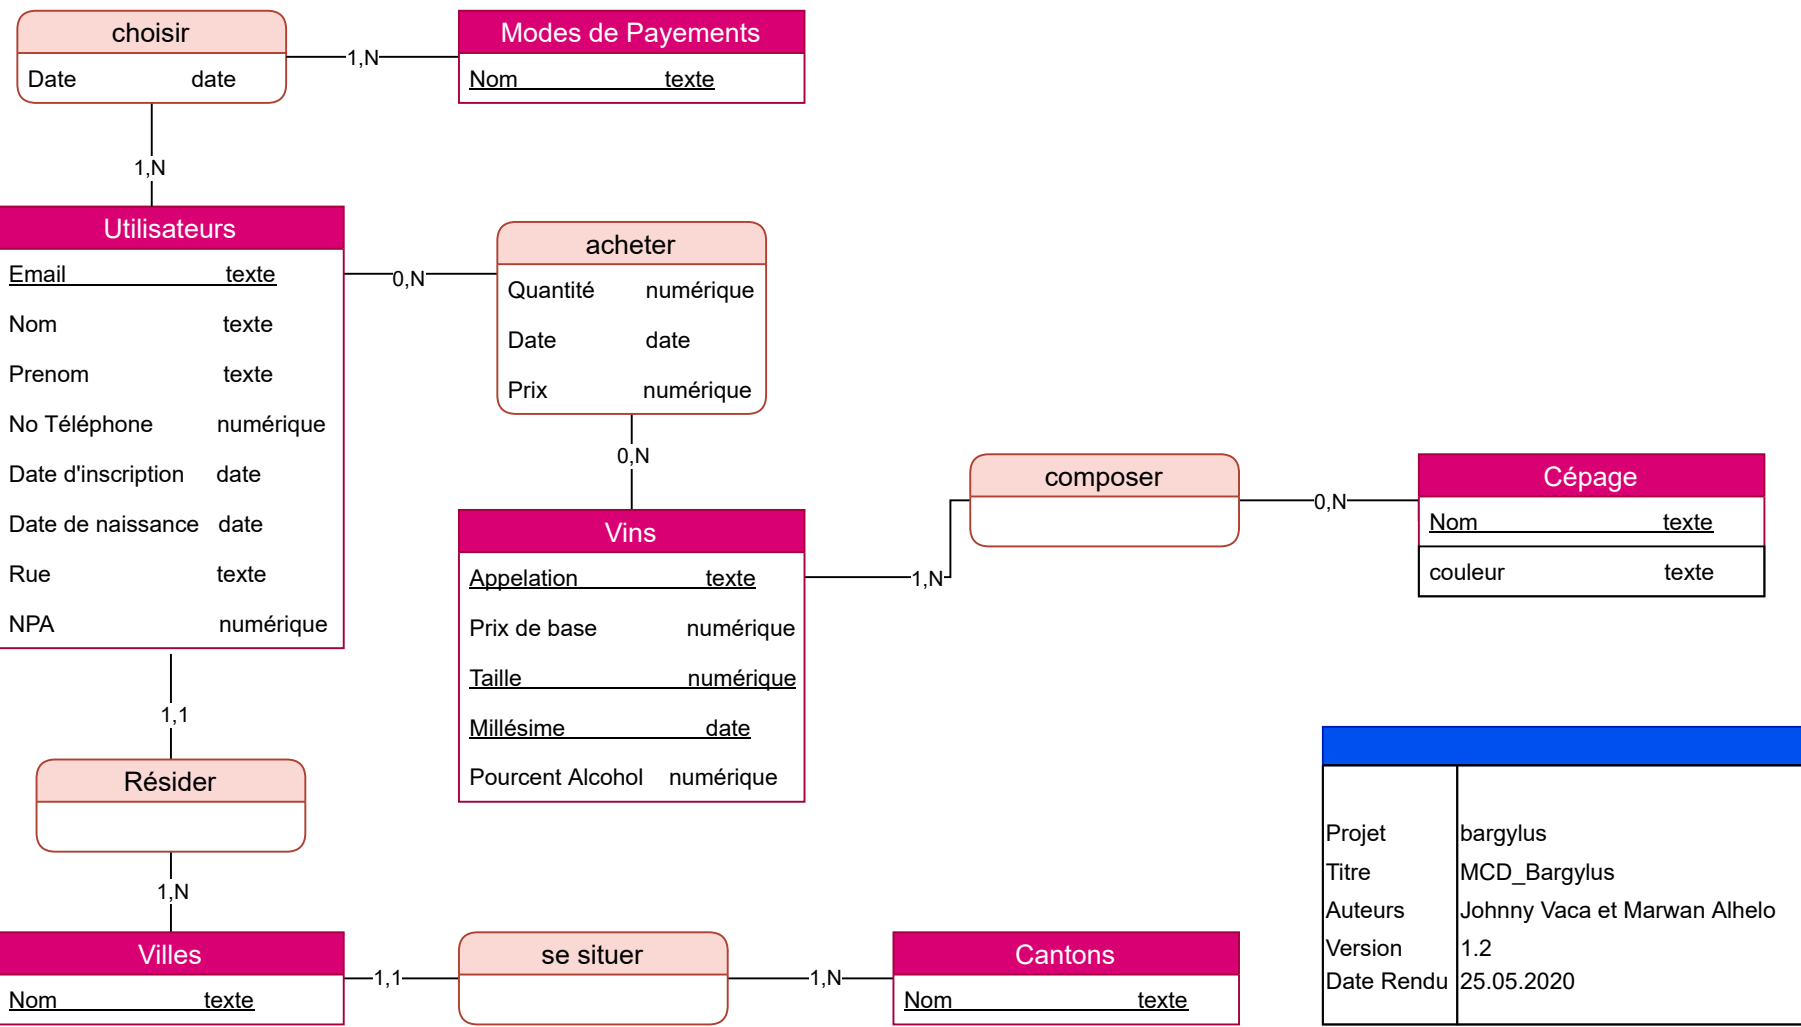 choisir
Date date
1,N
Modes de Payements
Nom texte
1,N
Utilisateurs
Email texte
Nom texte
Prenom texte
No Téléphone numérique
Date d'inscription date
Date de naissance date
Rue texte
NPA numérique
0,N
acheter
Quantité numérique
Date date
Prix numérique
0,N
Vins
Appelation texte
Prix de base numérique
Taille numérique
Millésime date
Pourcent Alcohol numérique
1,N
composer
0,N
Cépage
Nom texte
couleur texte
1,1
Résider
1,N
Villes
Nom texte
1,1
se situer
1,N
Cantons
Nom texte
Projet bargylus
Titre MCD_Bargylus
Auteurs Johnny Vaca et Marwan Alhelo
Version 1.2
Date Rendu 25.05.2020